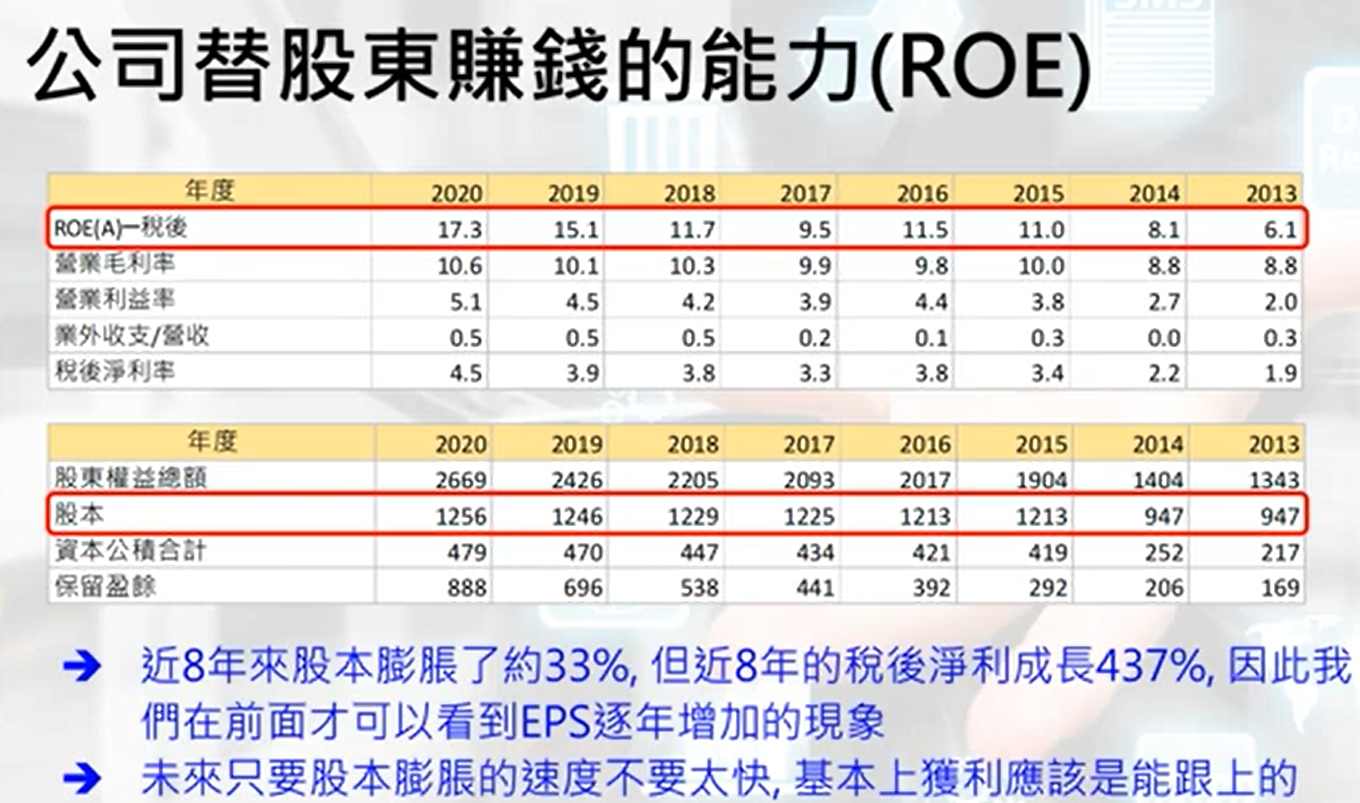 SMS
公司替股東賺錢的能力(ROE)
年度 2020 2019 2018 2017 2016 2015 2014 2013
ROE(A)─稅後 17.3 15.1 11.7 9.5 11.5 11.0 8.1 6.1
營業毛利率 10.6 10.1 10.3 9.9 9.8 10.0 8.8 8.8
營業利益率 5.1 4.5 4.2 3.9 4.4 3.8 2.7 2.0
業外收支/營收 0.5 0.5 0.5 0.2 0.1 0.3 0.0 0.3
稅後淨利率 4.5 3.9 3.8 3.3 3.8 3.4 2.2 1.9
年度 2020 2019 2018 2017 2016 2015 2014 2013
股東權益總額 2669 2426 2205 2093 2017 1904 1404 1343
股本 1256 1246 1229 1225 1213 1213 947 947
資本公積合計 479 470 447 434 421 419 252 217
保留盈餘 888 696 538 441 392 292 206 169
➔ 近8年來股本膨脹了約33%, 但近8年的稅後淨利成長437%, 因此我
們在前面才可以看到EPS逐年增加的現象
➔ 未來只要股本膨脹的速度不要太快, 基本上獲利應該是能跟上的